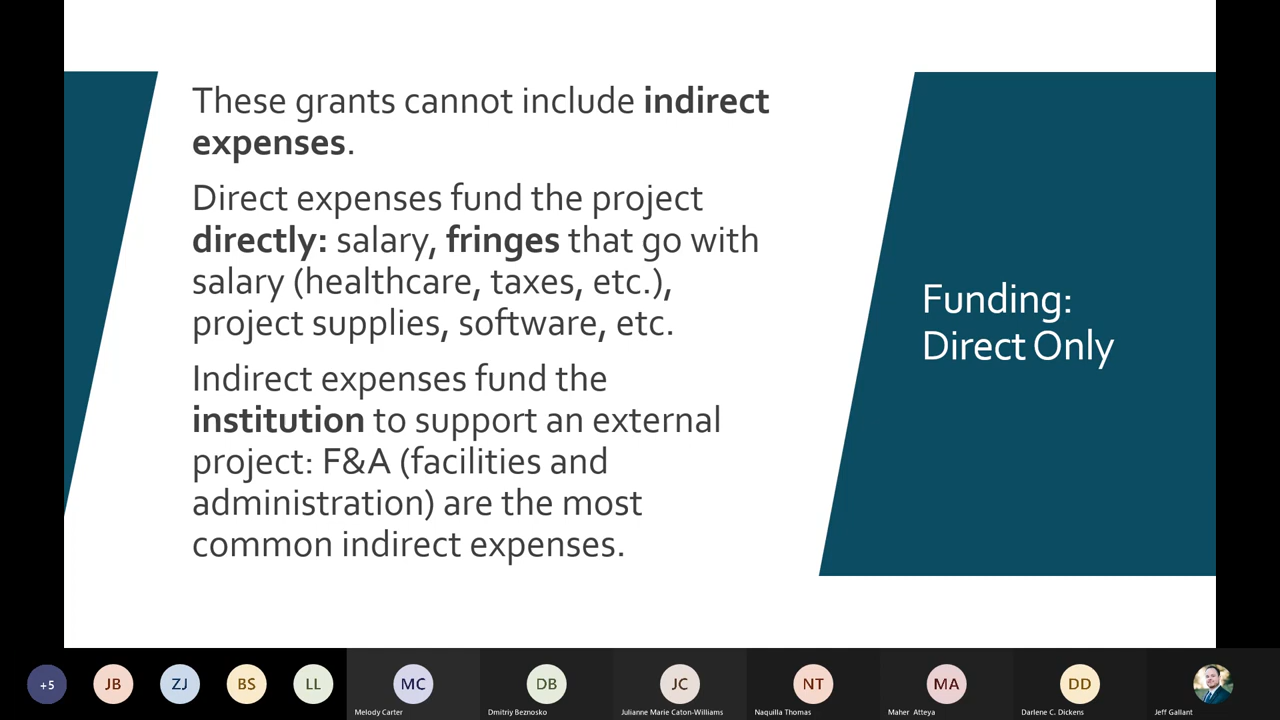 These grants cannot include indirect
expenses.
Direct expenses fund the project
directly: salary, fringes that go with
salary (healthcare, taxes, etc.),
project supplies, software, etc.
Indirect expenses fund the
institution to support an external
project: F&A (facilities and
administration) are the most
common indirect expenses.
Funding:
Direct Only
+5
JB
ZJ
BS
LL
MC
DB
JC
NT
MA
DD
Melody Carter
Dmitriy Beznosko
Julianne Marie Caton-Williams
Naquilla Thomas
Maher Atteya
Darlene C. Dickens
Jeff Gallant